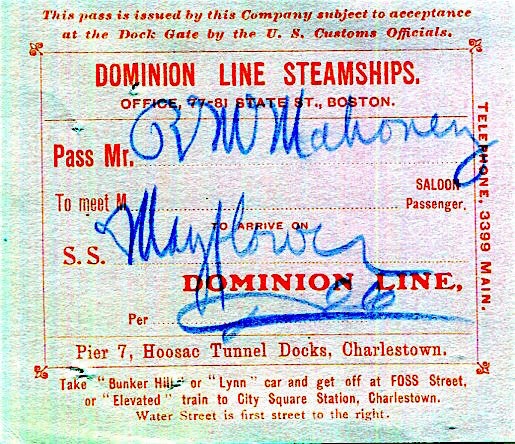 This pass is issued by this Company subject to acceptance
at the Dock Gate by the U. S. Customs Officials.
DOMINION LINE STEAMSHIPS.
OFFICE, 77-81 STATE ST., BOSTON.
Pass Mr. R W Mahoney
SALOON
To meet M Passenger.
TO ARRIVE ON
S. S. Mayflower
DOMINION LINE,
Per
Pier 7, Hoosac Tunnel Docks, Charlestown.
TELEPHONE, 3399 MAIN.
Take "Bunker Hill" or "Lynn" car and get off at FOSS Street,
or "Elevated" train to City Square Station, Charlestown.
Water Street is first street to the right.